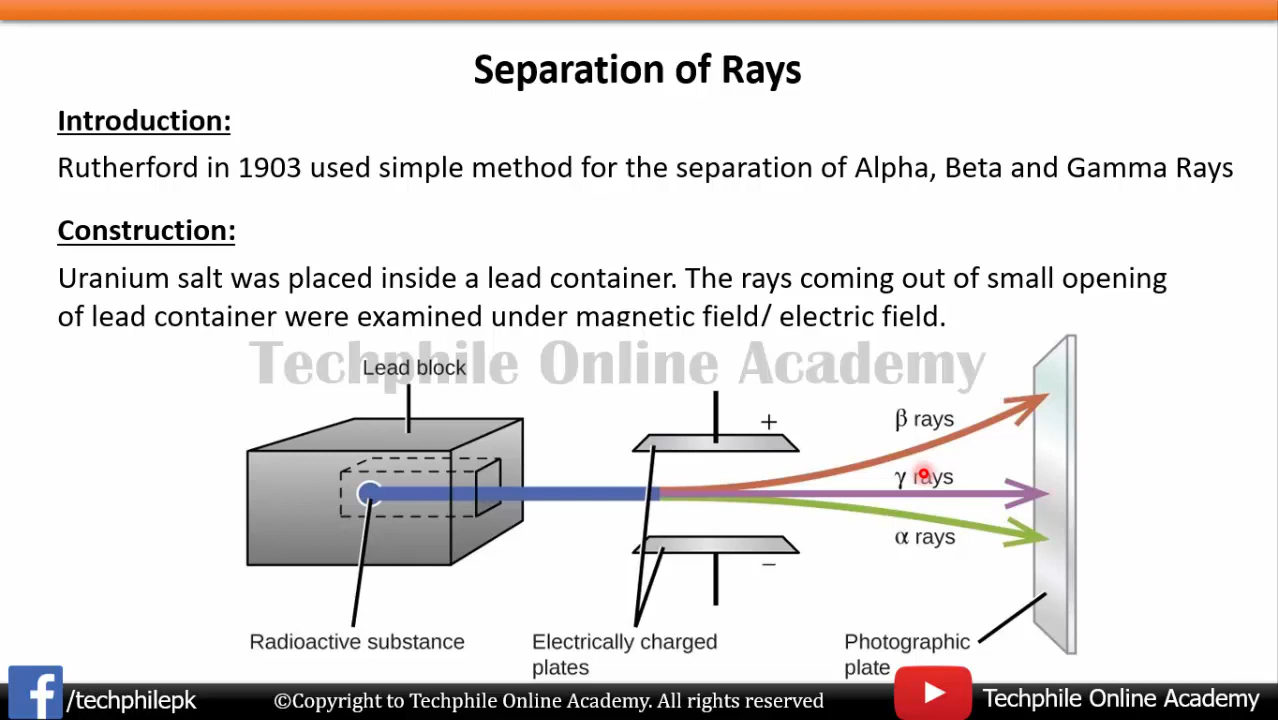 Separation of Rays
Introduction:
Rutherford in 1903 used simple method for the separation of Alpha, Beta and Gamma Rays
Construction:
Uranium salt was placed inside a lead container. The rays coming out of small opening
of lead container were examined under magnetic field/ electric field.
Techphile Online Academy
Lead block
+
β rays
γ rays
α rays
–
Radioactive substance
Electrically charged
plates
Photographic
plate
f /techphilepk
©Copyright to Techphile Online Academy. All rights reserved
Techphile Online Academy